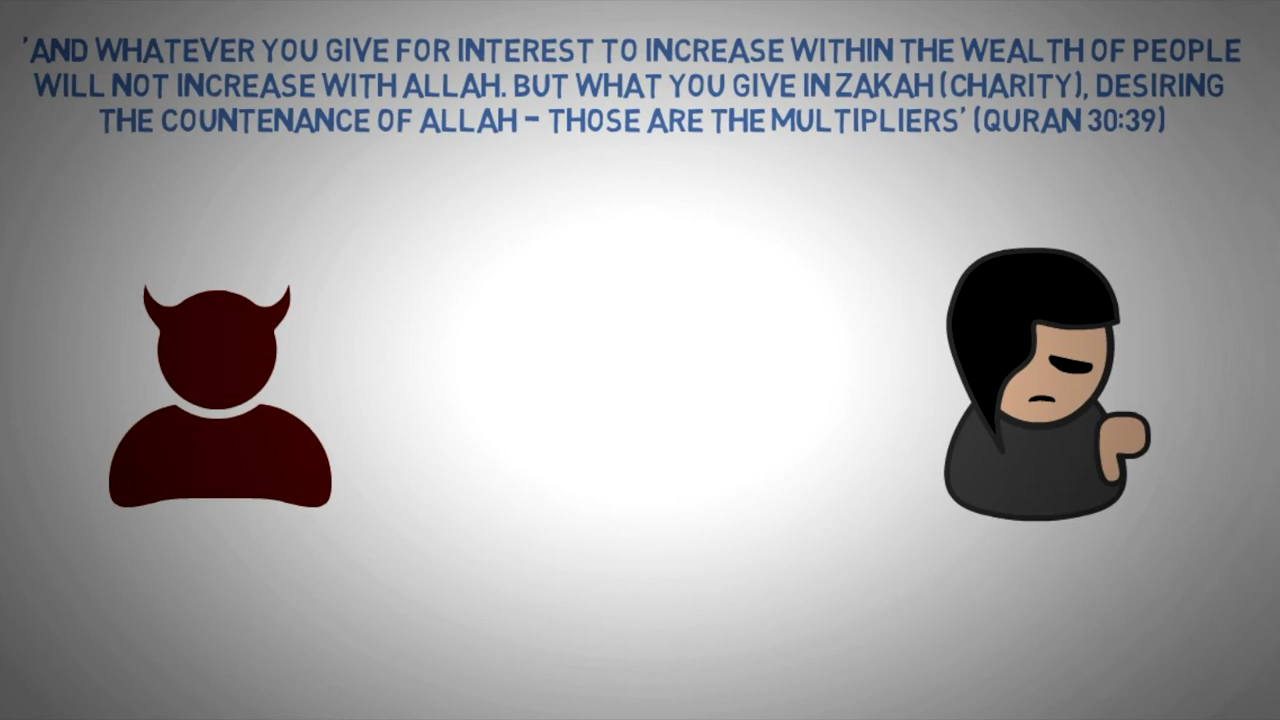 'AND WHATEVER YOU GIVE FOR INTEREST TO INCREASE WITHIN THE WEALTH OF PEOPLE
WILL NOT INCREASE WITH ALLAH. BUT WHAT YOU GIVE IN ZAKAH (CHARITY), DESIRING
THE COUNTENANCE OF ALLAH - THOSE ARE THE MULTIPLIERS' (QURAN 30:39)